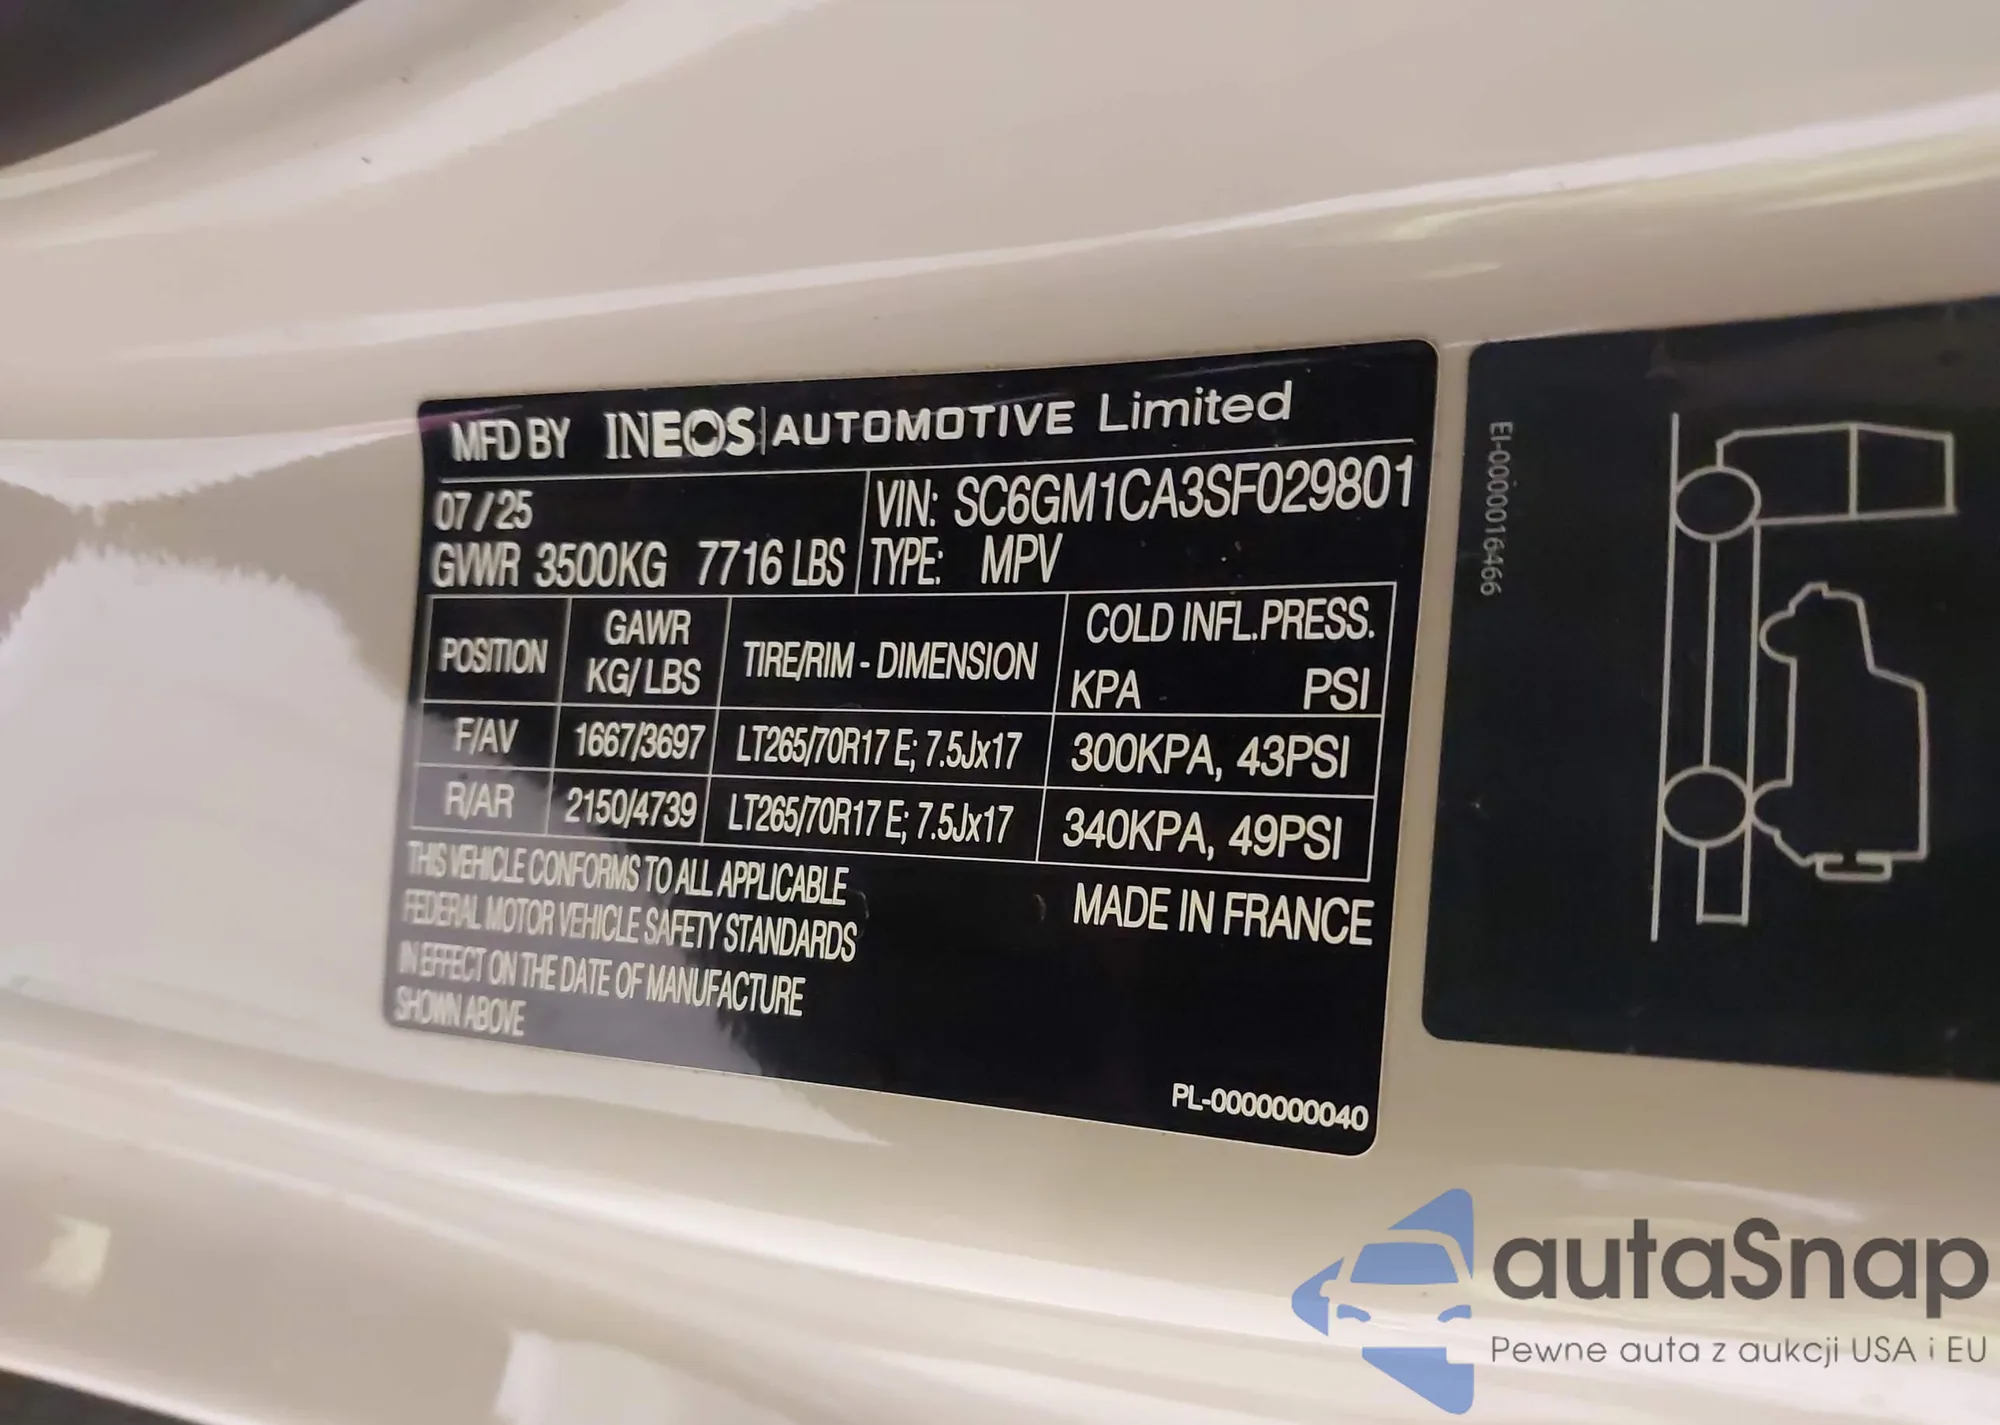 MFD BY INEOS AUTOMOTIVE Limited
07/25
GVWR 3500KG 7716 LBS
VIN: SC6GM1CA3SF029801
TYPE: MPV
POSITION GAWR KG/LBS TIRE/RIM - DIMENSION COLD INFL.PRESS. KPA PSI
F/AV 1667/3697 LT265/70R17 E; 7.5Jx17 300KPA, 43PSI
R/AR 2150/4739 LT265/70R17 E; 7.5Jx17 340KPA, 49PSI
THIS VEHICLE CONFORMS TO ALL APPLICABLE
FEDERAL MOTOR VEHICLE SAFETY STANDARDS
IN EFFECT ON THE DATE OF MANUFACTURE
SHOWN ABOVE
MADE IN FRANCE
PL-0000000040
EI-0000016466
autaSnap
Pewne auta z aukcji USA i EU